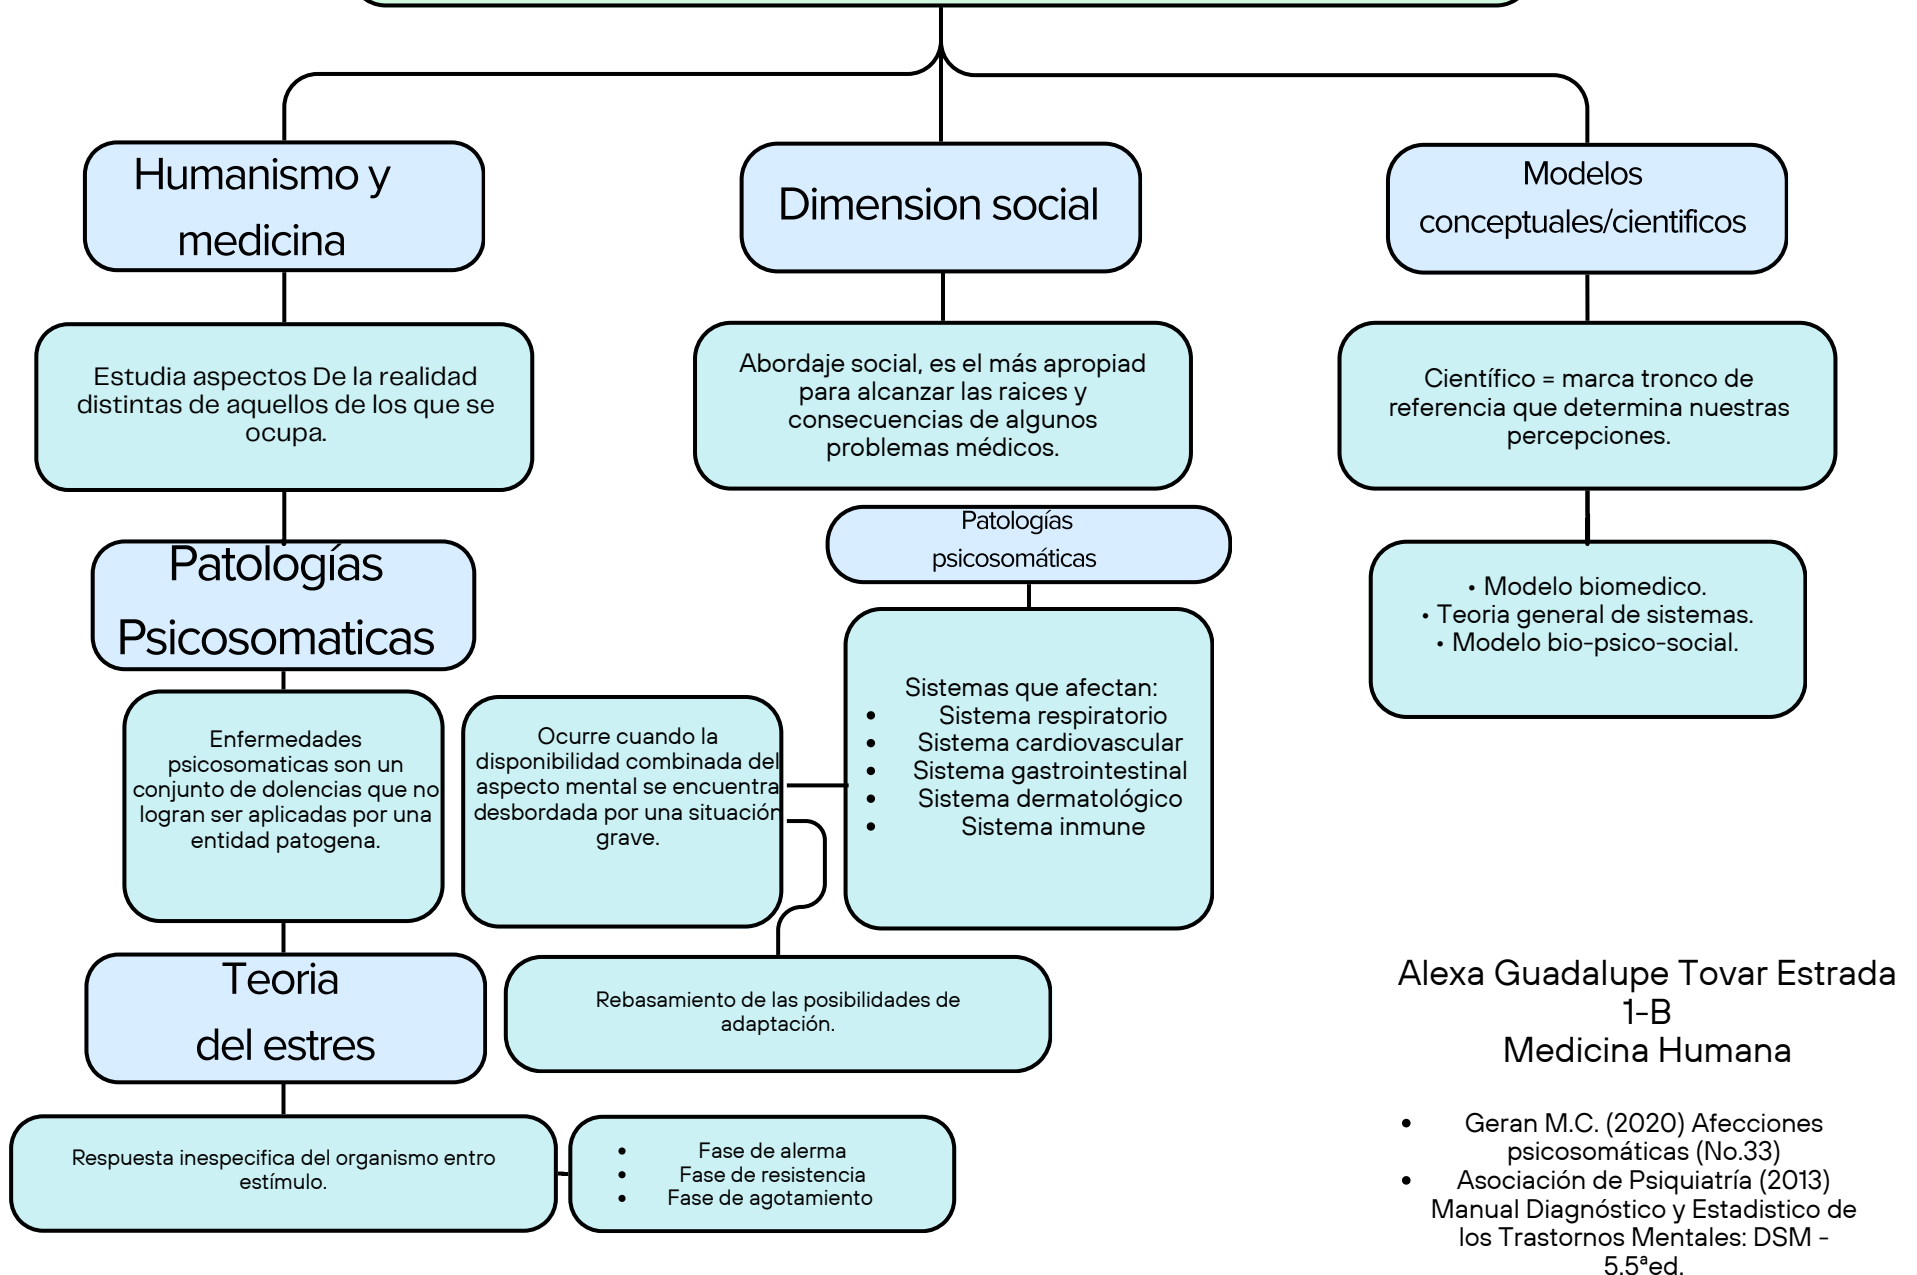 Humanismo y
medicina
Dimension social
Modelos
conceptuales/cientificos
Estudia aspectos De la realidad
distintas de aquellos de los que se
ocupa.
Abordaje social, es el más apropiad
para alcanzar las raices y
consecuencias de algunos
problemas médicos.
Científico = marca tronco de
referencia que determina nuestras
percepciones.
Patologías
Psicosomaticas
Patologías
psicosomáticas
• Modelo biomedico.
• Teoria general de sistemas.
• Modelo bio-psico-social.
Enfermedades
psicosomaticas son un
conjunto de dolencias que no
logran ser aplicadas por una
entidad patogena.
Ocurre cuando la
disponibilidad combinada del
aspecto mental se encuentra
desbordada por una situación
grave.
Sistemas que afectan:
• Sistema respiratorio
• Sistema cardiovascular
• Sistema gastrointestinal
• Sistema dermatológico
• Sistema inmune
Teoria
del estres
Rebasamiento de las posibilidades de
adaptación.
Respuesta inespecifica del organismo entro
estímulo.
• Fase de alerma
• Fase de resistencia
• Fase de agotamiento
Alexa Guadalupe Tovar Estrada
1-B
Medicina Humana
• Geran M.C. (2020) Afecciones
psicosomáticas (No.33)
• Asociación de Psiquiatría (2013)
Manual Diagnóstico y Estadistico de
los Trastornos Mentales: DSM -
5.5ªed.